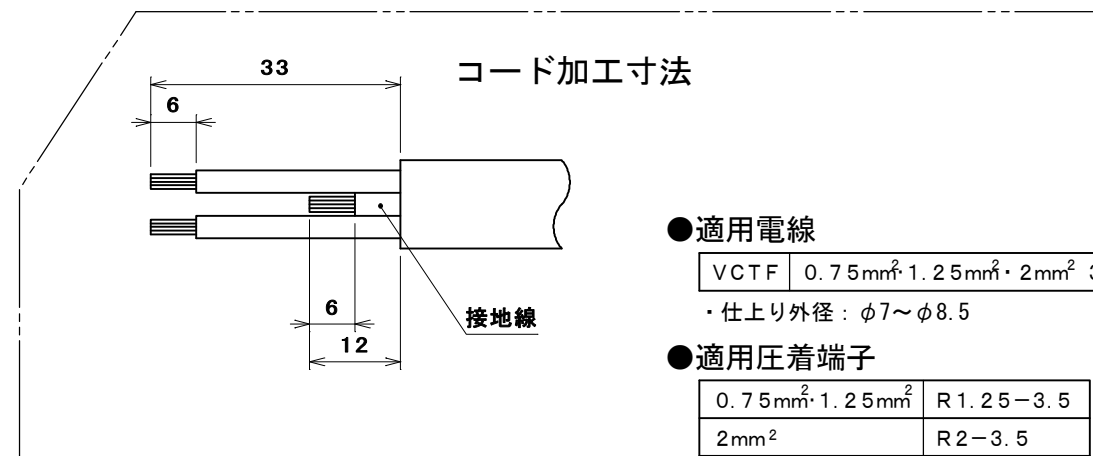 コード加工寸法
33
6
6
12
接地線
●適用電線
VCTF 0.75mm²·1.25mm²·2mm²
・仕上り外径：φ7～φ8.5
●適用圧着端子
0.75mm²·1.25mm² R1.25−3.5
2mm² R2−3.5